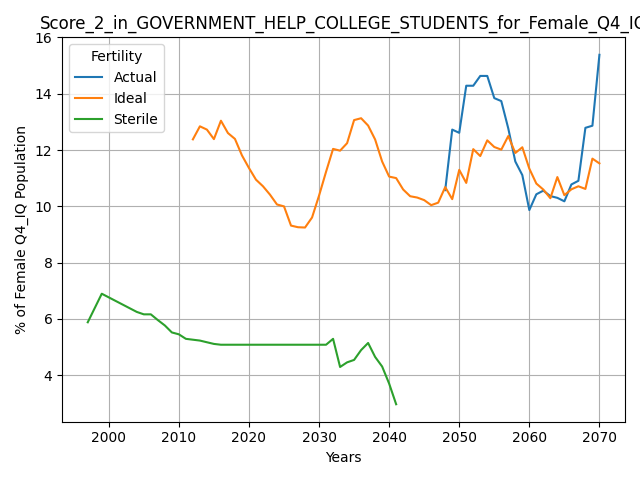 Score_2_in_GOVERNMENT_HELP_COLLEGE_STUDENTS_for_Female_Q4_IQ
Fertility
Actual
Ideal
Sterile
% of Female Q4_IQ Population
16
14
12
10
8
6
4
2000 2010 2020 2030 2040 2050 2060 2070
Years